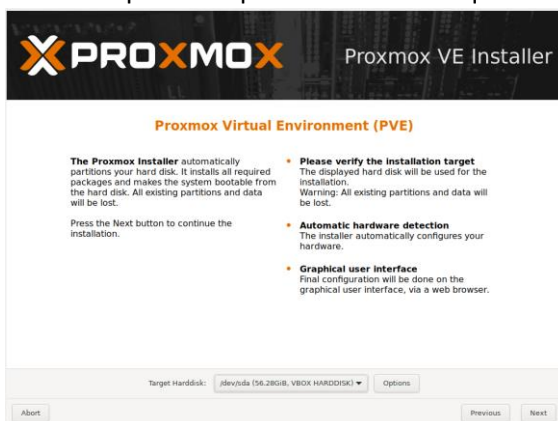 PROXMOX
Proxmox VE Installer
Proxmox Virtual Environment (PVE)
The Proxmox Installer automatically
partitions your hard disk. It installs all required
packages and makes the system bootable from
the hard disk. All existing partitions and data
will be lost.
Press the Next button to continue the
installation.
Please verify the installation target
The displayed hard disk will be used for the
installation.
Warning: All existing partitions and data will
be lost.
Automatic hardware detection
The installer automatically configures your
hardware.
Graphical user interface
Final configuration will be done on the
graphical user interface, via a web browser.
Target Harddisk: /dev/sda (56.28GiB, VBOX HARDDISK) Options
Abort Previous Next